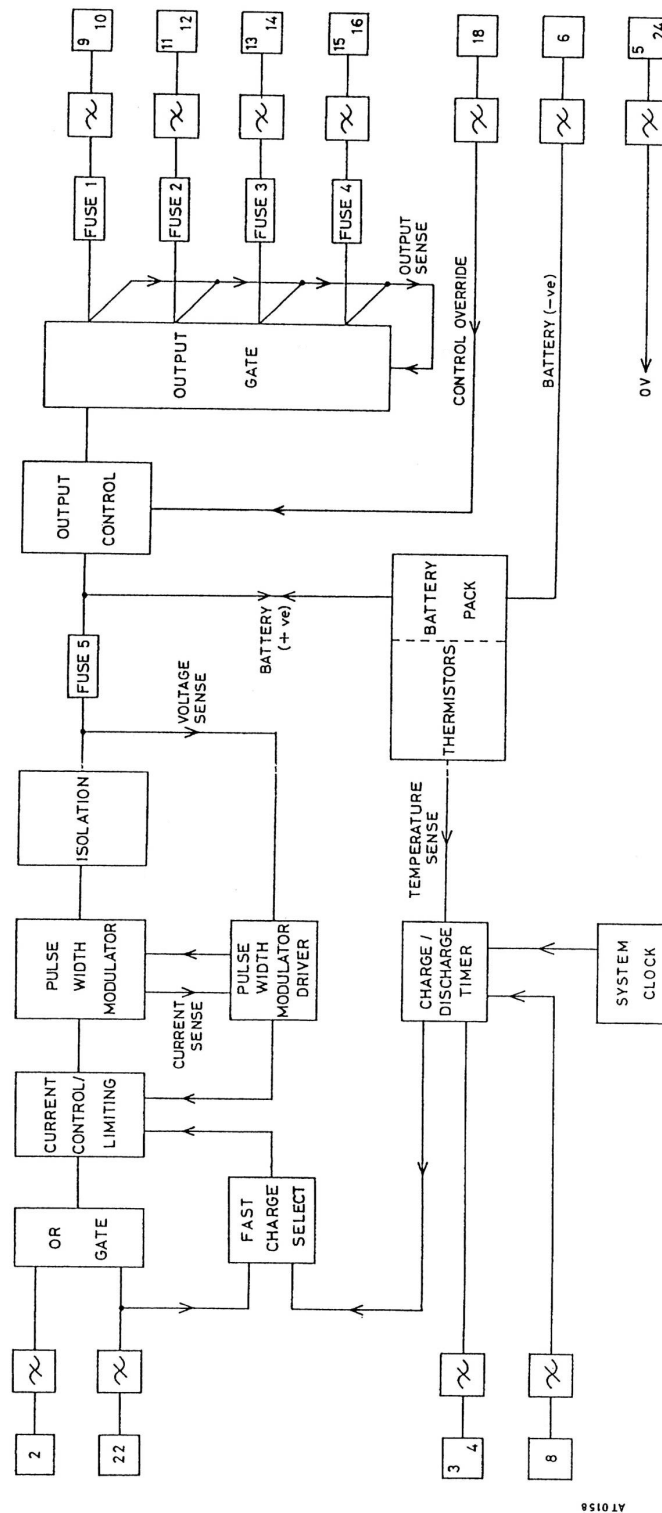 2
22
OR
GATE
CURRENT
CONTROL/
LIMITING
PULSE
WIDTH
MODULATOR
ISOLATION
FUSE 5
OUTPUT
CONTROL
OUTPUT
GATE
FUSE 1
9
10
FUSE 2
11
12
FUSE 3
13
14
FUSE 4
15
16
OUTPUT
SENSE
VOLTAGE
SENSE
CURRENT
SENSE
PULSE
WIDTH
MODULATOR
DRIVER
FAST
CHARGE
SELECT
BATTERY
(+ ve)
CONTROL OVERRIDE
18
TEMPERATURE
SENSE
THERMISTORS
BATTERY
PACK
BATTERY (-ve)
6
CHARGE /
DISCHARGE
TIMER
3
4
8
SYSTEM
CLOCK
0V
5
24
AT 0158